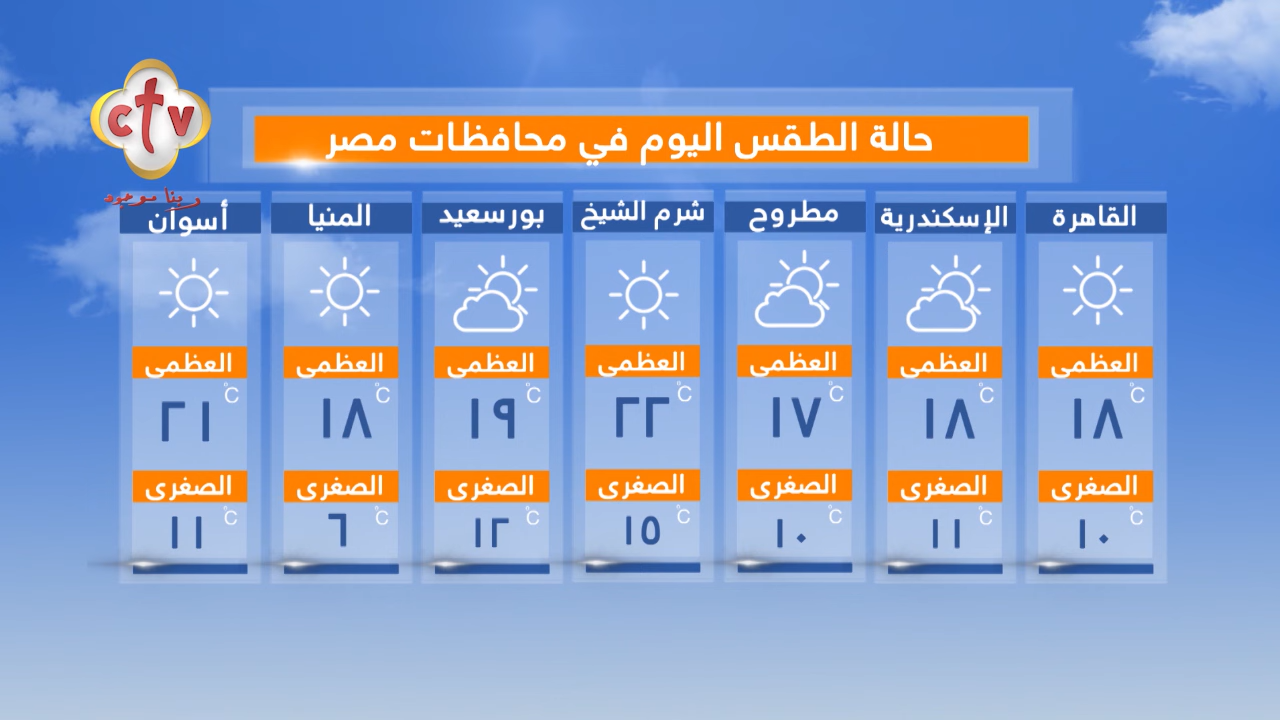 ctv
ربنا موجود
حالة الطقس اليوم في محافظات مصر
القاهرة
العظمى
°C
١٨
الصغرى
°C
١٠
الإسكندرية
العظمى
°C
١٨
الصغرى
°C
١١
مطروح
العظمى
°C
١٧
الصغرى
°C
١٠
شرم الشيخ
العظمى
°C
٢٢
الصغرى
°C
١٥
بورسعيد
العظمى
°C
١٩
الصغرى
°C
١٢
المنيا
العظمى
°C
١٨
الصغرى
°C
٦
أسوان
العظمى
°C
٢١
الصغرى
°C
١١